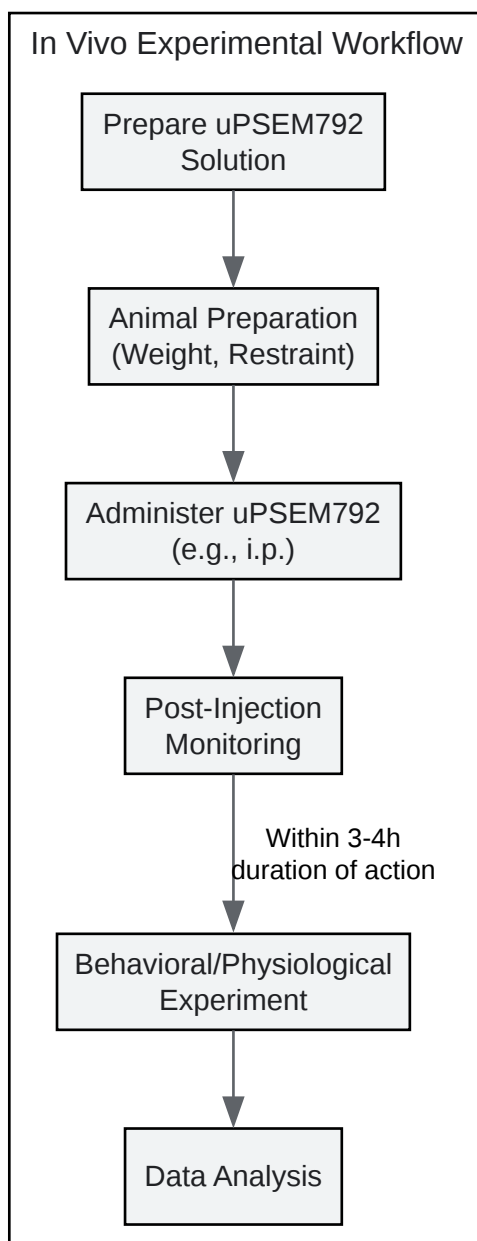 In Vivo Experimental Workflow
Prepare uPSEM792
Solution
Animal Preparation
(Weight, Restraint)
Administer uPSEM792
(e.g., i.p.)
Post-Injection
Monitoring
Within 3-4h
duration of action
Behavioral/Physiological
Experiment
Data Analysis